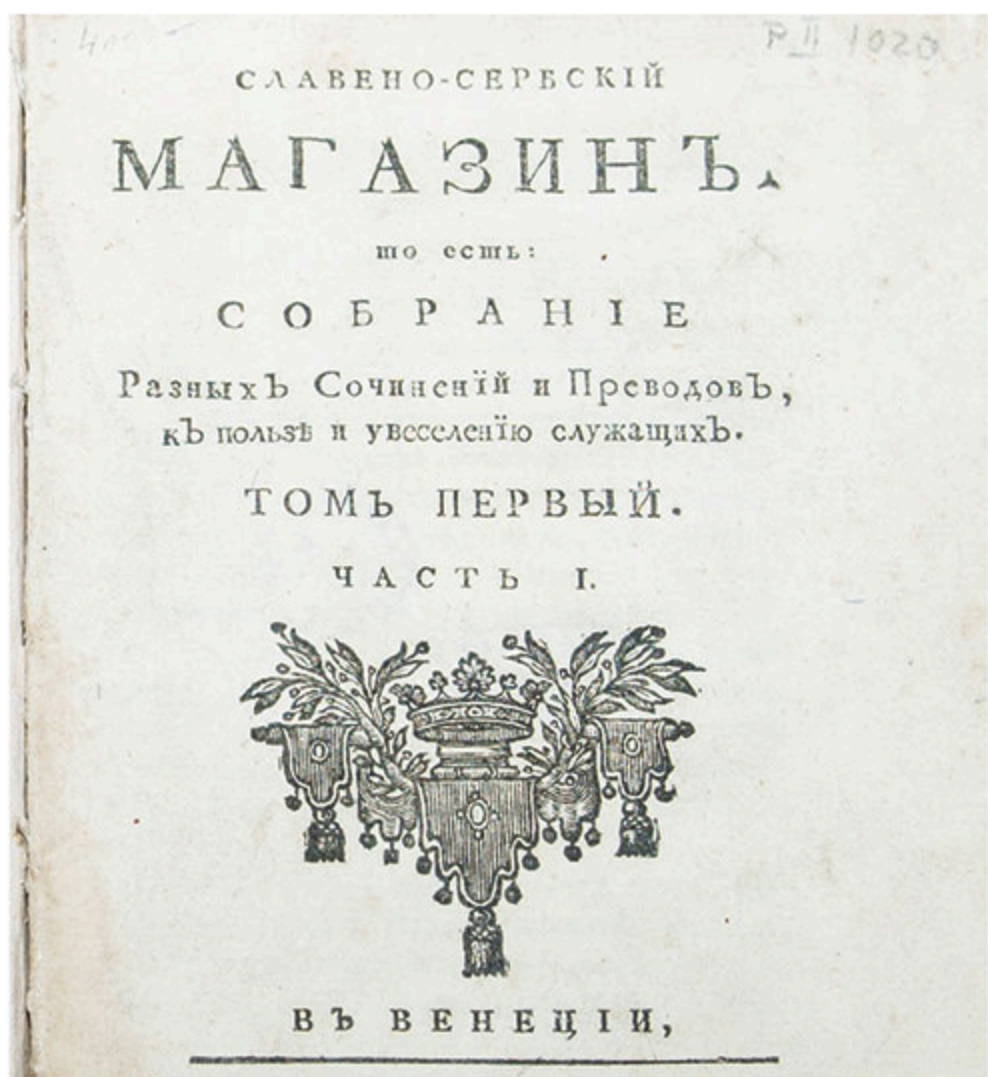 Р II 1020
СЛАВЕНО-СЕРБСКІЙ
МАГАЗИНЪ.
то есть:
СОБРАНІЕ
Разныхъ Сочиненїй и Преводовъ,
къ ползѣ и увеселенїю служащихъ.
ТОМЪ ПЕРВЫЙ.
ЧАСТЬ I.
ВЪ ВЕНЕЦІИ,